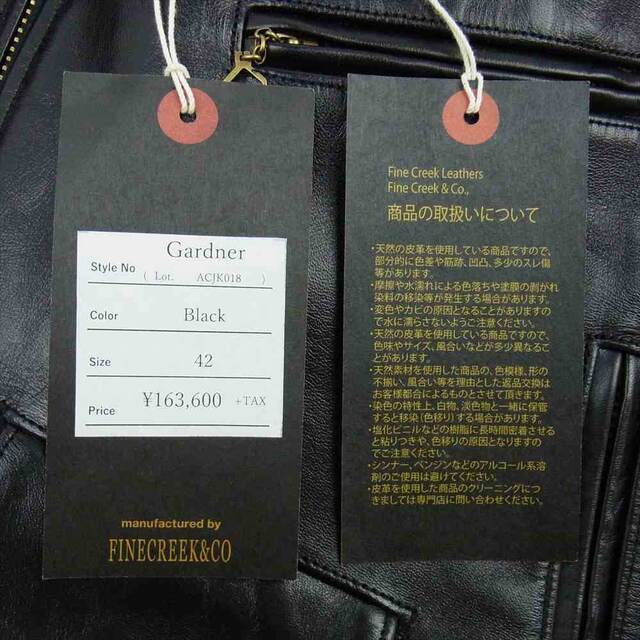 Gardner
Style No ( Lot. ACJK018 )
Color Black
Size 42
Price ¥163,600 +TAX
manufactured by
FINECREEK&CO
Fine Creek Leathers
Fine Creek & Co.,
商品の取扱いについて
・天然の皮革を使用している商品ですので、
部分的に色差や筋跡、凹凸、多少のスレ傷
等があります。
・摩擦や水濡れによる色落ちや塗膜の剥がれ
染料の移染等が発生する場合があります。
・変色やカビの原因となることがありますの
で水に濡らさないようご注意ください。
・天然の皮革を使用している商品ですので、
色味やサイズ、風合いなどが多少異なるこ
とがあります。
・天然素材を使用した商品の、色模様、形の
不揃い、風合い等を理由とした返品交換は
お客様都合によるものとさせて頂きます。
・染色の特性上、白物、淡色物と一緒に保管
すると移染(色移り)する場合があります。
・塩化ビニルなどの樹脂に長時間密着させる
と粘りつきや、色移りの原因となりますので
でご注意ください。
・シンナー、ベンジンなどのアルコール系溶
剤のご使用は避けてください。
・皮革を使用した商品のクリーニングにつ
きましては専門店に問い合わせください。